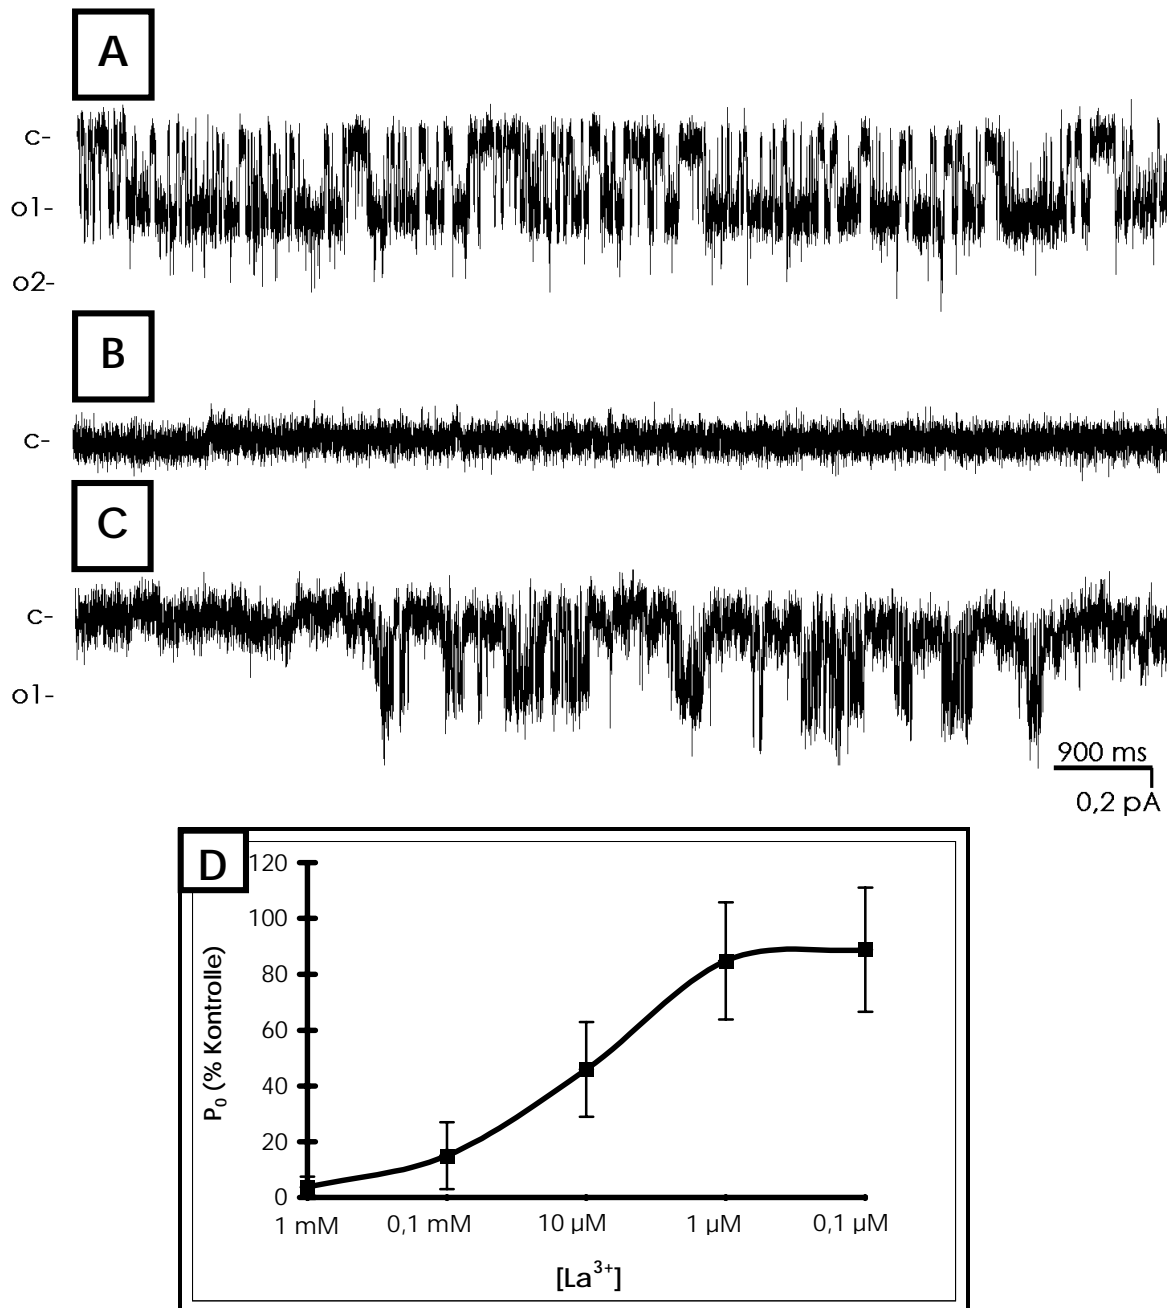 A
c-
o1-
o2-
B
c-
C
c-
o1-
900 ms
0,2 pA
D
120
100
80
60
40
20
0
P0 (% Kontrolle)
1 mM
0,1 mM
10 µM
1 µM
0,1 µM
[La3+]